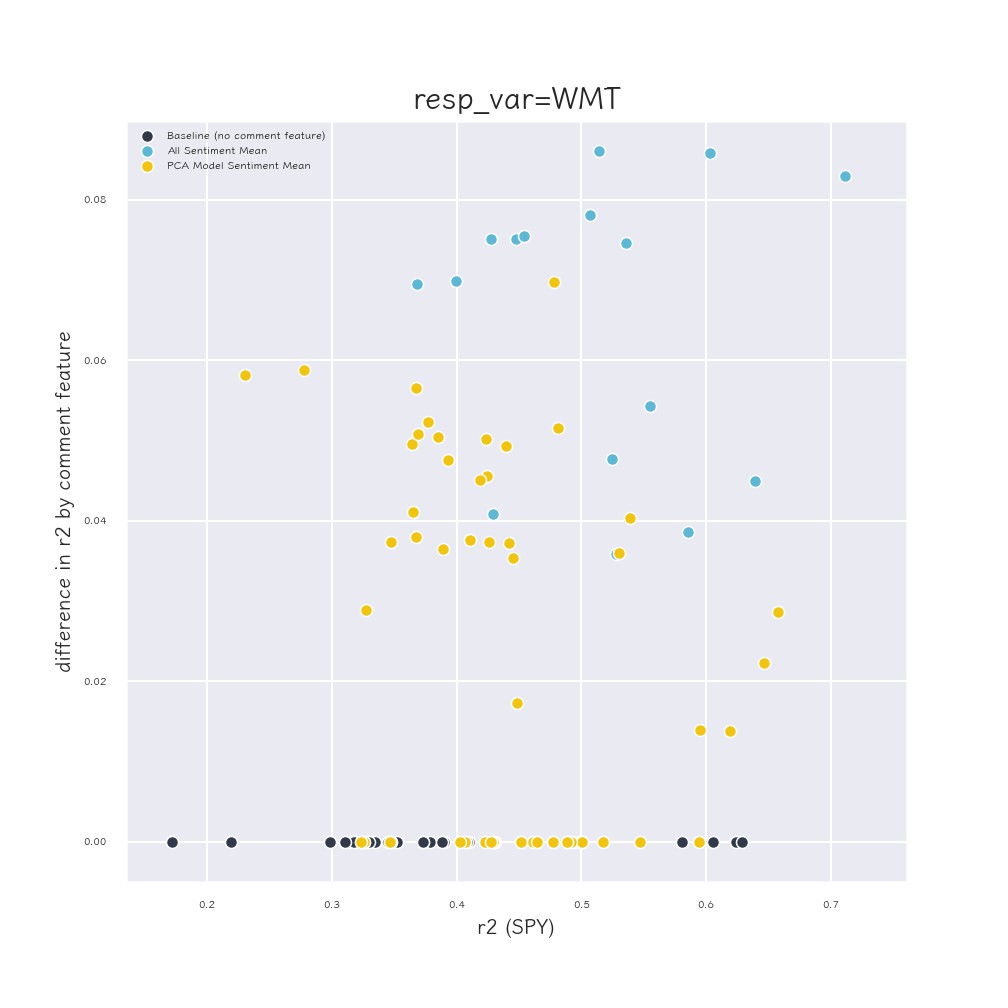 resp_var=WMT
Baseline (no comment feature)
All Sentiment Mean
PCA Model Sentiment Mean
0.08
0.06
0.04
0.02
0.00
difference in r2 by comment feature
0.2 0.3 0.4 0.5 0.6 0.7
r2 (SPY)